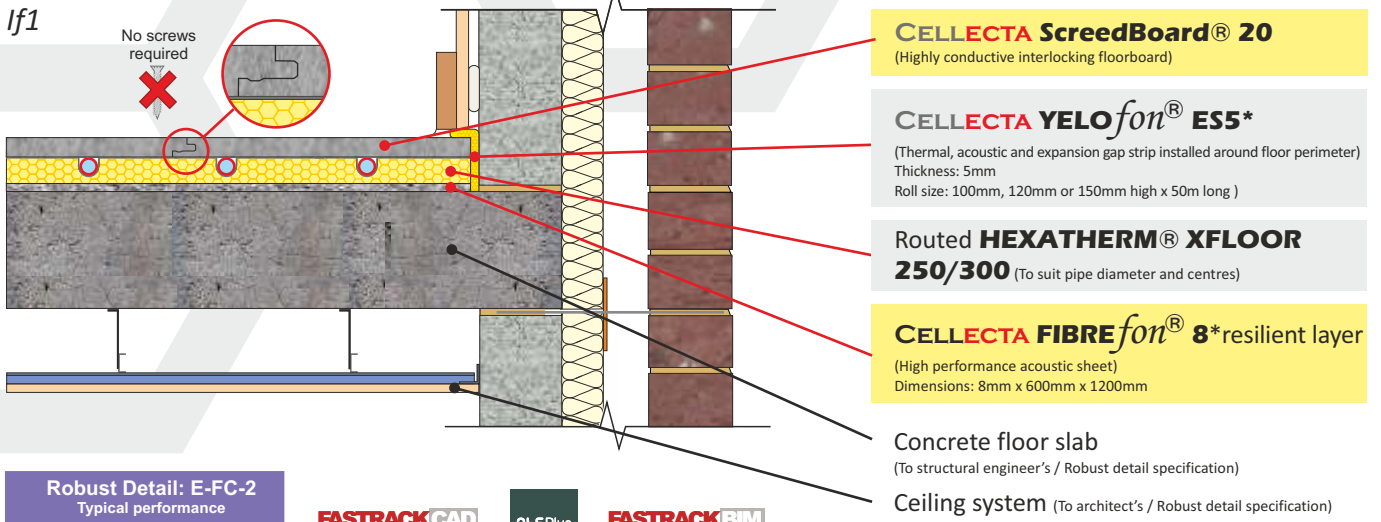 If1
No screws
required
CELLECTA ScreedBoard® 20
(Highly conductive interlocking floorboard)
CELLECTA YELOfon® ES5*
(Thermal, acoustic and expansion gap strip installed around floor perimeter)
Thickness: 5mm
Roll size: 100mm, 120mm or 150mm high x 50m long )
Routed HEXATHERM® XFLOOR
250/300 (To suit pipe diameter and centres)
CELLECTA FIBREfon® 8*resilient layer
(High performance acoustic sheet)
Dimensions: 8mm x 600mm x 1200mm
Concrete floor slab
(To structural engineer's / Robust detail specification)
Ceiling system (To architect's / Robust detail specification)
Robust Detail: E-FC-2
Typical performance
FASTRACKCAD
FASTRACKBIM